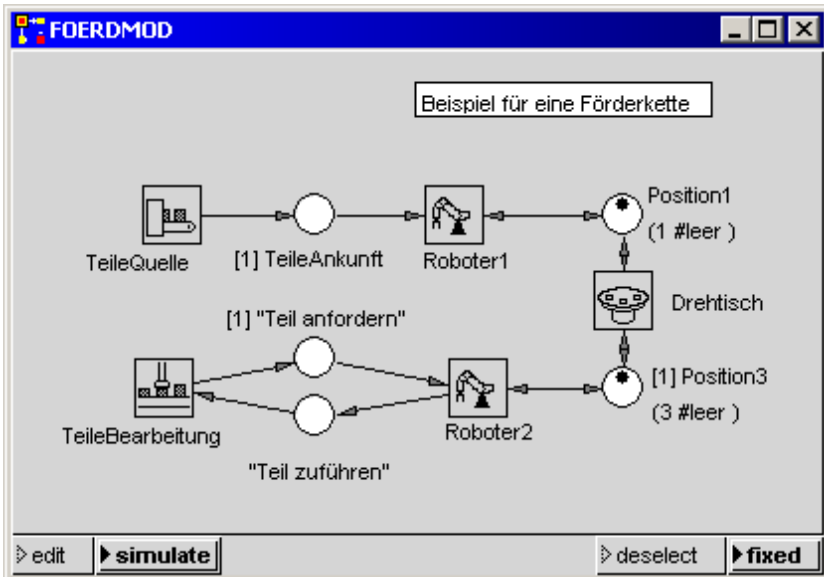 FOERDMOD
Beispiel für eine Förderkette
Position1
(1 #leer )
TeileQuelle
[1] TeileAnkunft
Roboter1
Drehtisch
[1] "Teil anfordern"
[1] Position3
(3 #leer )
TeileBearbeitung
Roboter2
"Teil zuführen"
edit
simulate
deselect
fixed